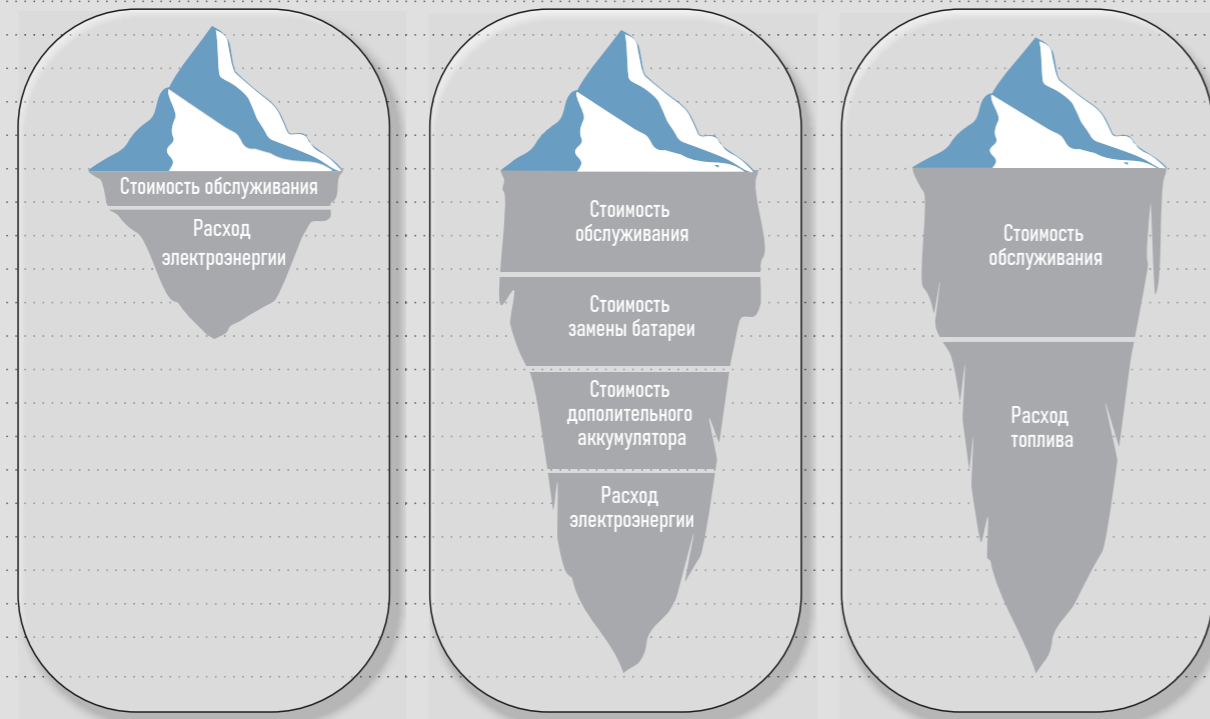 Стоимость обслуживания
Расход
электроэнергии
Стоимость
обслуживания
Стоимость
замены батареи
Стоимость
дополительного
аккумулятора
Расход
электроэнергии
Стоимость
обслуживания
Расход
топлива